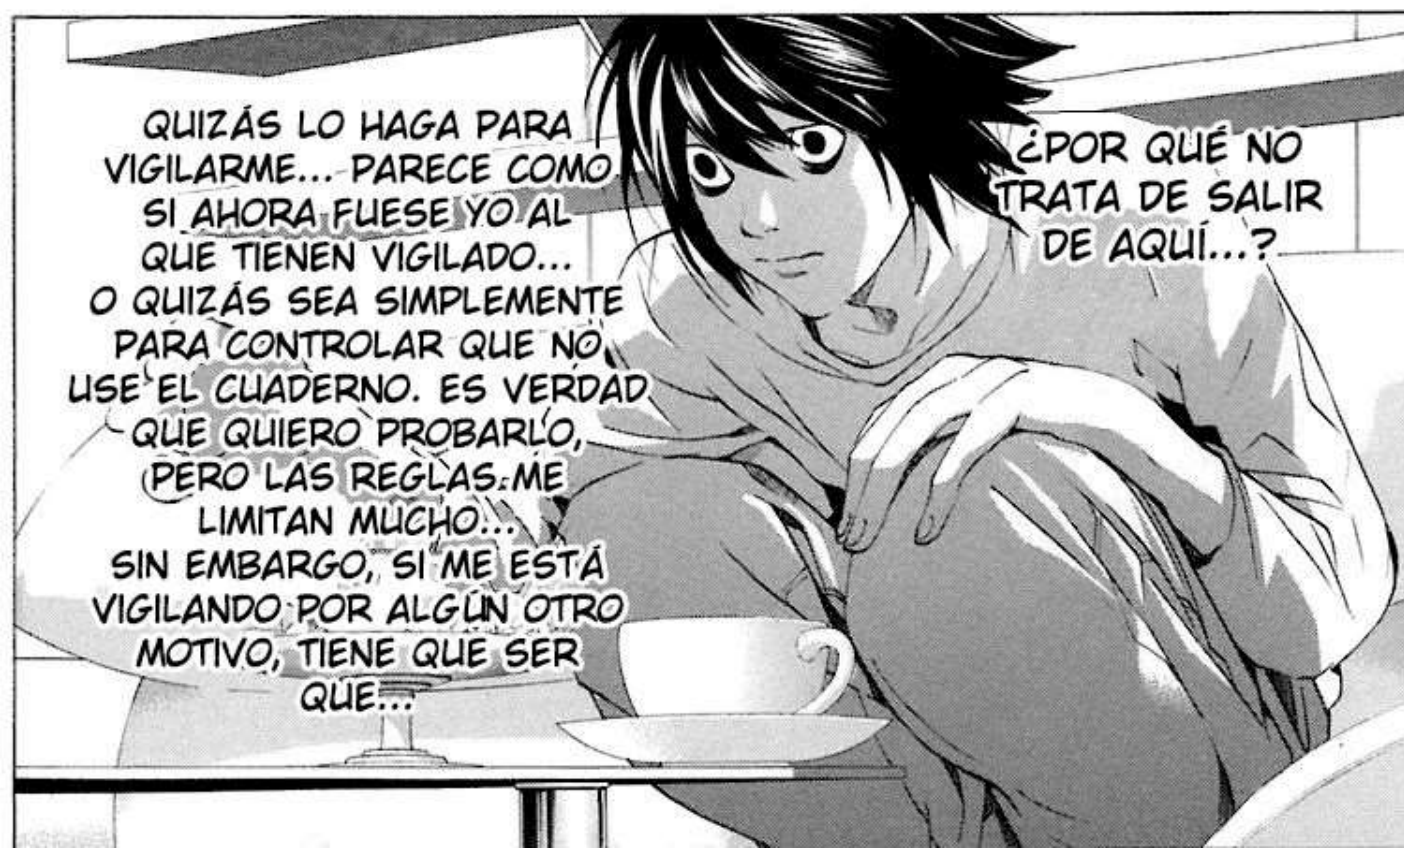 ¿POR QUÉ NO
TRATA DE SALIR
DE AQUÍ...?
QUIZÁS LO HAGA PARA
VIGILARME... PARECE COMO
SI AHORA FUESE YO AL
QUE TIENEN VIGILADO...
O QUIZÁS SEA SIMPLEMENTE
PARA CONTROLAR QUE NO
USE EL CUADERNO. ES VERDAD
QUE QUIERO PROBARLO,
PERO LAS REGLAS ME
LIMITAN MUCHO...
SIN EMBARGO, SI ME ESTÁ
VIGILANDO POR ALGÚN OTRO
MOTIVO, TIENE QUE SER
QUE...